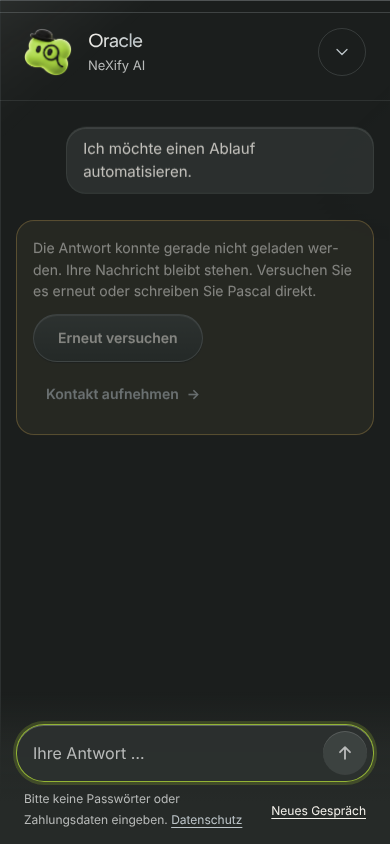 Oracle
NeXify AI
Ich möchte einen Ablauf
automatisieren.
Die Antwort konnte gerade nicht geladen wer-
den. Ihre Nachricht bleibt stehen. Versuchen Sie
es erneut oder schreiben Sie Pascal direkt.
Erneut versuchen
Kontakt aufnehmen →
Ihre Antwort ...
Bitte keine Passwörter oder
Zahlungsdaten eingeben. Datenschutz
Neues Gespräch